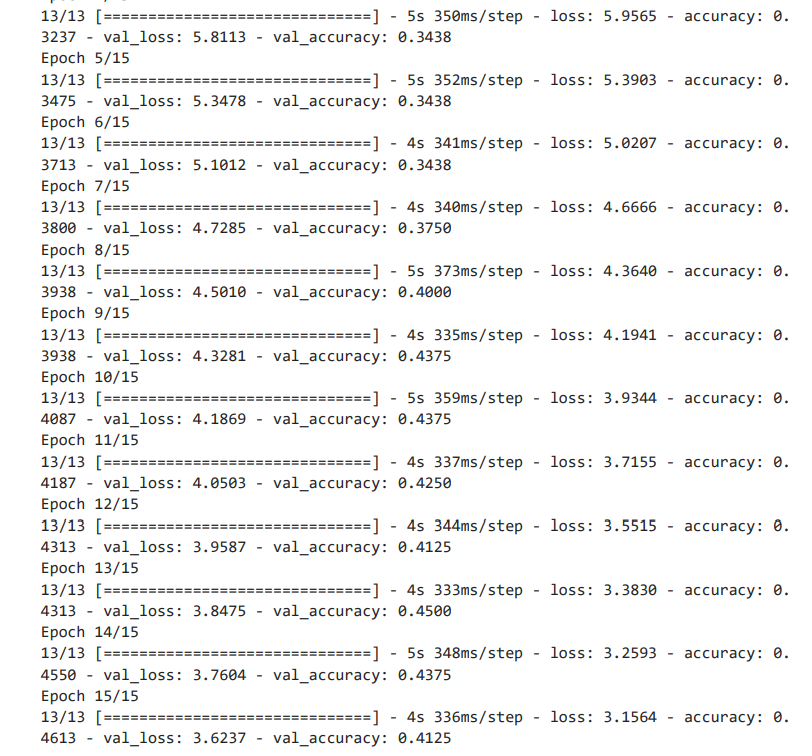 13/13 [==============================] - 5s 350ms/step - loss: 5.9565 - accuracy: 0.
3237 - val_loss: 5.8113 - val_accuracy: 0.3438
Epoch 5/15
13/13 [==============================] - 5s 352ms/step - loss: 5.3903 - accuracy: 0.
3475 - val_loss: 5.3478 - val_accuracy: 0.3438
Epoch 6/15
13/13 [==============================] - 4s 341ms/step - loss: 5.0207 - accuracy: 0.
3713 - val_loss: 5.1012 - val_accuracy: 0.3438
Epoch 7/15
13/13 [==============================] - 4s 340ms/step - loss: 4.6666 - accuracy: 0.
3800 - val_loss: 4.7285 - val_accuracy: 0.3750
Epoch 8/15
13/13 [==============================] - 5s 373ms/step - loss: 4.3640 - accuracy: 0.
3938 - val_loss: 4.5010 - val_accuracy: 0.4000
Epoch 9/15
13/13 [==============================] - 4s 335ms/step - loss: 4.1941 - accuracy: 0.
3938 - val_loss: 4.3281 - val_accuracy: 0.4375
Epoch 10/15
13/13 [==============================] - 5s 359ms/step - loss: 3.9344 - accuracy: 0.
4087 - val_loss: 4.1869 - val_accuracy: 0.4375
Epoch 11/15
13/13 [==============================] - 4s 337ms/step - loss: 3.7155 - accuracy: 0.
4187 - val_loss: 4.0503 - val_accuracy: 0.4250
Epoch 12/15
13/13 [==============================] - 4s 344ms/step - loss: 3.5515 - accuracy: 0.
4313 - val_loss: 3.9587 - val_accuracy: 0.4125
Epoch 13/15
13/13 [==============================] - 4s 333ms/step - loss: 3.3830 - accuracy: 0.
4313 - val_loss: 3.8475 - val_accuracy: 0.4500
Epoch 14/15
13/13 [==============================] - 5s 348ms/step - loss: 3.2593 - accuracy: 0.
4550 - val_loss: 3.7604 - val_accuracy: 0.4375
Epoch 15/15
13/13 [==============================] - 4s 336ms/step - loss: 3.1564 - accuracy: 0.
4613 - val_loss: 3.6237 - val_accuracy: 0.4125